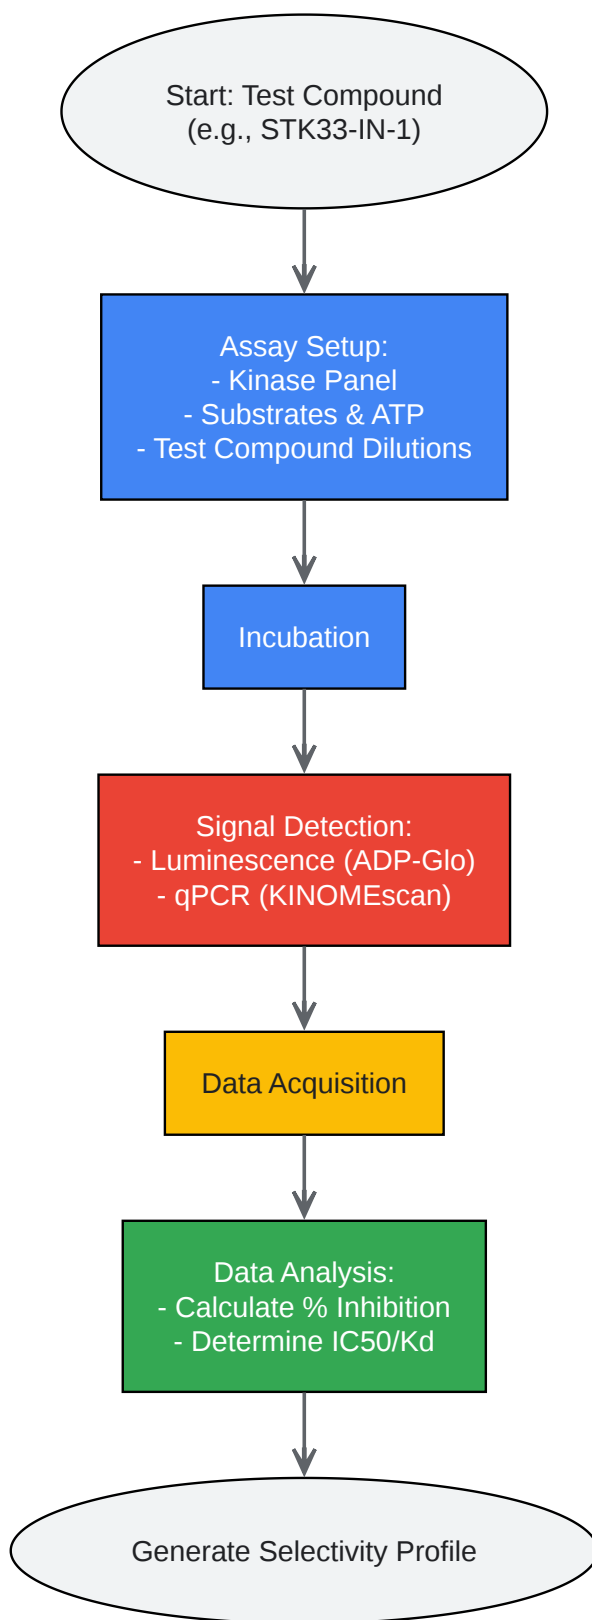 Start: Test Compound
(e.g., STK33-IN-1)
Assay Setup:
- Kinase Panel
- Substrates & ATP
- Test Compound Dilutions
Incubation
Signal Detection:
- Luminescence (ADP-Glo)
- qPCR (KINOMEscan)
Data Acquisition
Data Analysis:
- Calculate % Inhibition
- Determine IC50/Kd
Generate Selectivity Profile